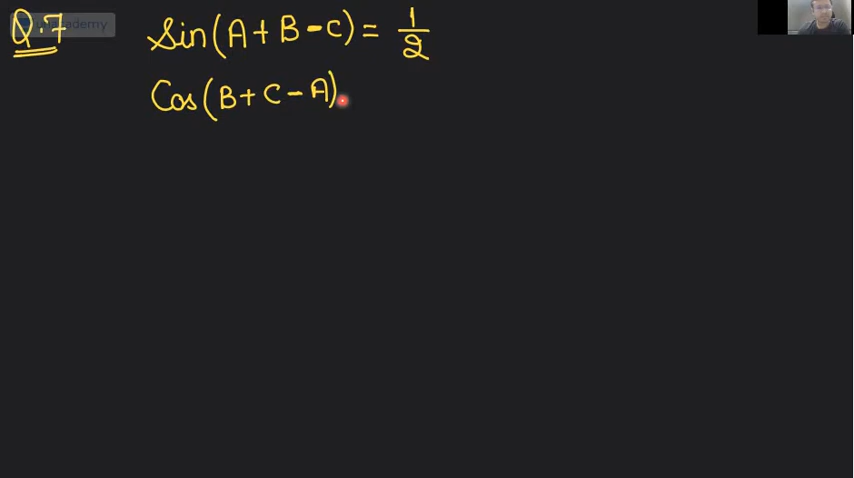 Q.7 Sin(A+B-C) = 1/2
Cos(B+C-A)